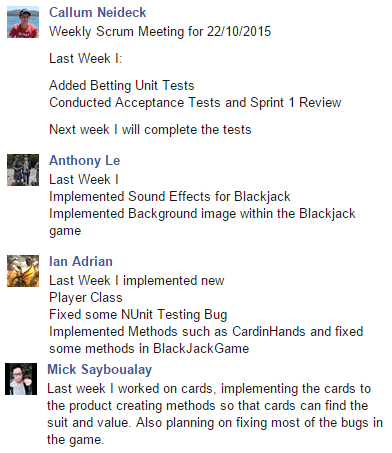 Callum Neideck
Weekly Scrum Meeting for 22/10/2015
Last Week I:
Added Betting Unit Tests
Conducted Acceptance Tests and Sprint 1 Review
Next week I will complete the tests
Anthony Le
Last Week I
Implemented Sound Effects for Blackjack
Implemented Background image within the Blackjack
game
Ian Adrian
Last Week I implemented new
Player Class
Fixed some NUnit Testing Bug
Implemented Methods such as CardinHands and fixed
some methods in BlackJackGame
Mick Sayboualay
Last week I worked on cards, implementing the cards to
the product creating methods so that cards can find the
suit and value. Also planning on fixing most of the bugs in
the game.